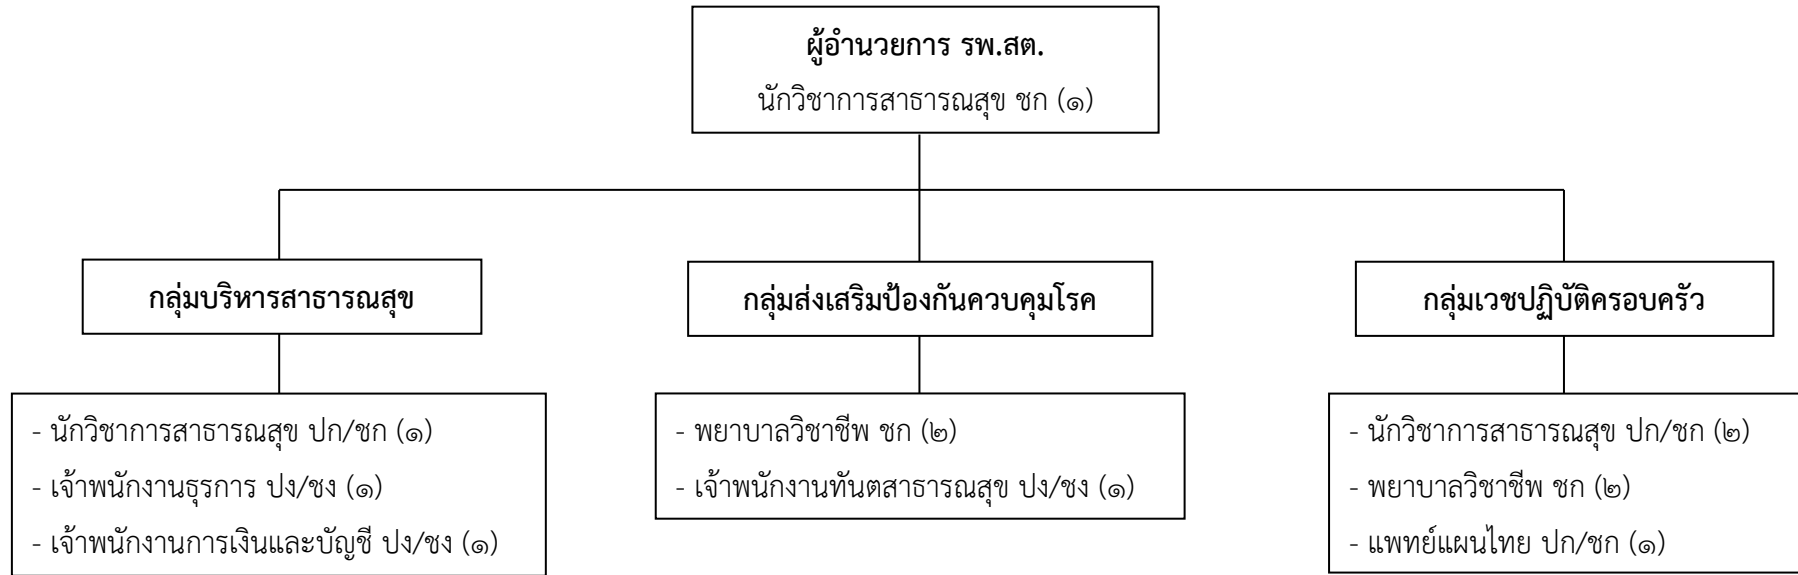 ผู้อำนวยการ รพ.สต.
นักวิชาการสาธารณสุข ชก (๑)
กลุ่มบริหารสาธารณสุข
- นักวิชาการสาธารณสุข ปก/ชก (๑)
- เจ้าพนักงานธุรการ ปง/ชง (๑)
- เจ้าพนักงานการเงินและบัญชี ปง/ชง (๑)
กลุ่มส่งเสริมป้องกันควบคุมโรค
- พยาบาลวิชาชีพ ชก (๒)
- เจ้าพนักงานทันตสาธารณสุข ปง/ชง (๑)
กลุ่มเวชปฏิบัติครอบครัว
- นักวิชาการสาธารณสุข ปก/ชก (๒)
- พยาบาลวิชาชีพ ชก (๒)
- แพทย์แผนไทย ปก/ชก (๑)